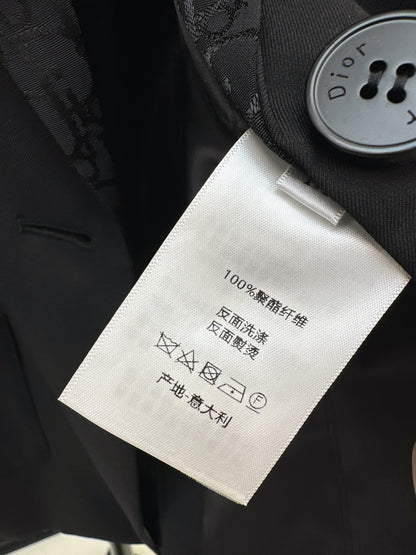 Dior
100%聚酯纤维
反面洗涤
反面熨烫
F
产地-意大利